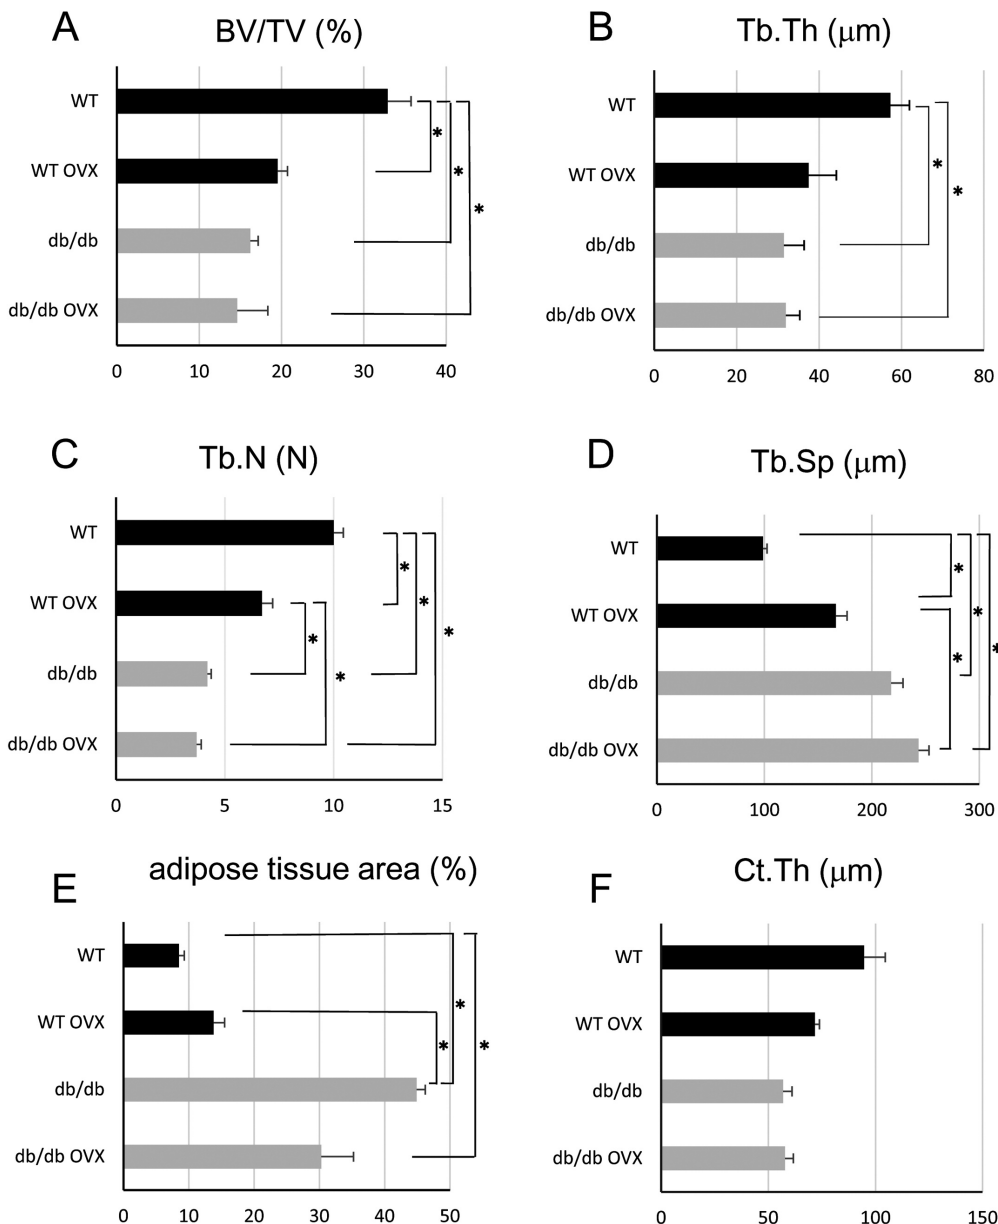 A BV/TV (%)
WT
*
WT OVX
*
*
db/db
db/db OVX
0 10 20 30 40
B Tb.Th (μm)
WT
*
WT OVX
*
db/db
db/db OVX
0 20 40 60 80
C Tb.N (N)
WT
*
WT OVX
*
*
*
db/db
*
db/db OVX
0 5 10 15
D Tb.Sp (μm)
WT
*
WT OVX
*
*
*
db/db
db/db OVX
0 100 200 300
E adipose tissue area (%)
WT
*
WT OVX
*
*
db/db
db/db OVX
0 10 20 30 40 50
F Ct.Th (μm)
WT
WT OVX
db/db
db/db OVX
0 50 100 150